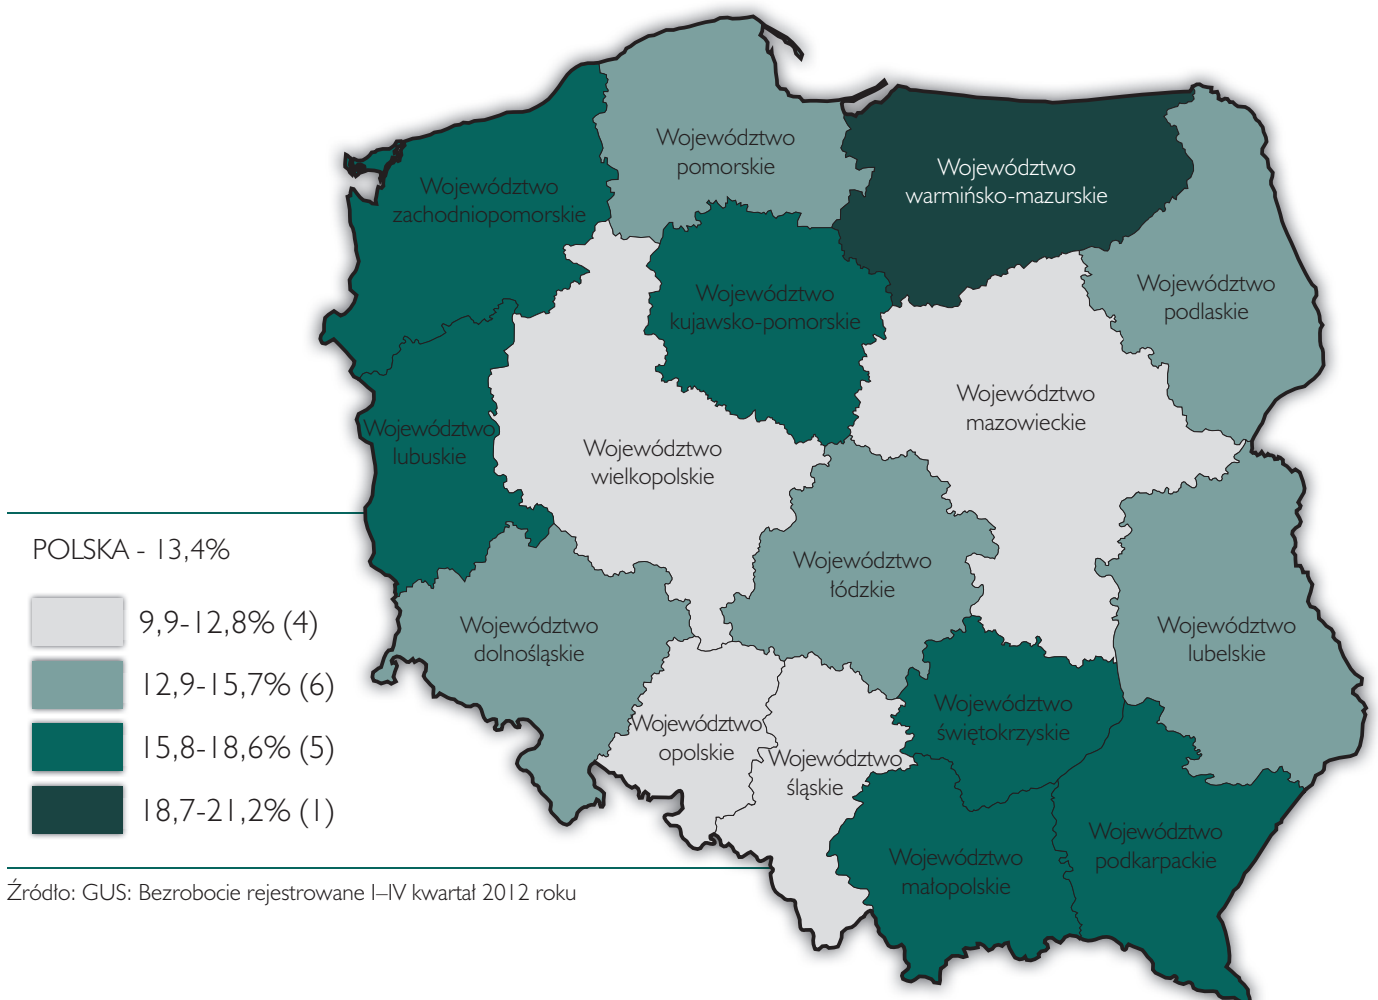 Województwo
pomorskie
Województwo
warmińsko-mazurskie
Województwo
zachodniopomorskie
Województwo
podlaskie
Województwo
kujawsko-pomorskie
Województwo
mazowieckie
Województwo
lubuskie
Województwo
wielkopolskie
Województwo
łódzkie
Województwo
dolnośląskie
Województwo
lubelskie
Województwo
świętokrzyskie
Województwo
opolskie
Województwo
śląskie
Województwo
podkarpackie
Województwo
małopolskie
POLSKA - 13,4%
9,9-12,8% (4)
12,9-15,7% (6)
15,8-18,6% (5)
18,7-21,2% (1)
Źródło: GUS: Bezrobocie rejestrowane I–IV kwartał 2012 roku